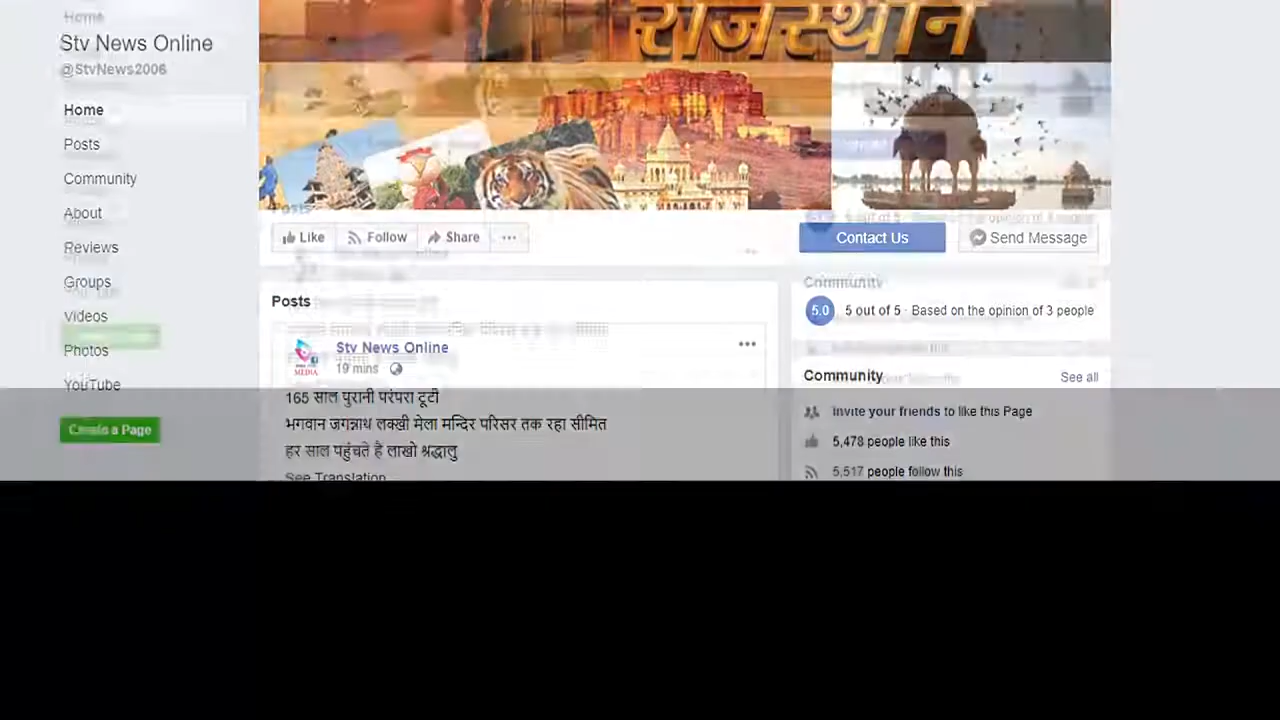 Home
Stv News Online
@StvNews2006
Home
Posts
Community
About
Reviews
Groups
Videos
Photos
YouTube
Create a Page
राजस्थान
Like Follow Share ...
Contact Us Send Message
Posts
Stv News Online
19 mins
MEDIA
165 साल पुरानी परंपरा टूटी
भगवान जगन्नाथ लक्खी मेला मन्दिर परिसर तक रहा सीमित
हर साल पहुंचते है लाखो श्रद्धालु
See Translation
Community
5.0 5 out of 5 · Based on the opinion of 3 people
Community See all
Invite your friends to like this Page
5,478 people like this
5,517 people follow this